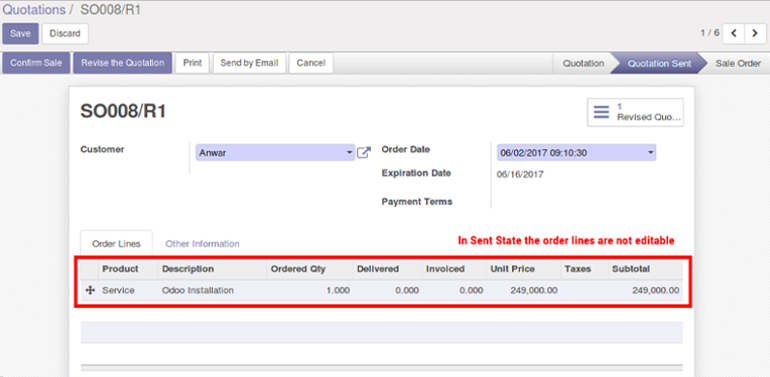 Quotations / SO008/R1
Save Discard 1 / 6
Confirm Sale Revise the Quotation Print Send by Email Cancel Quotation Quotation Sent Sale Order
SO008/R1
1
Revised Quo...
Customer Anwar Order Date 06/02/2017 09:10:30
Expiration Date 06/16/2017
Payment Terms
Order Lines Other Information In Sent State the order lines are not editable
Product Description Ordered Qty Delivered Invoiced Unit Price Taxes Subtotal
Service Odoo Installation 1.000 0.000 0.000 249,000.00 249,000.00